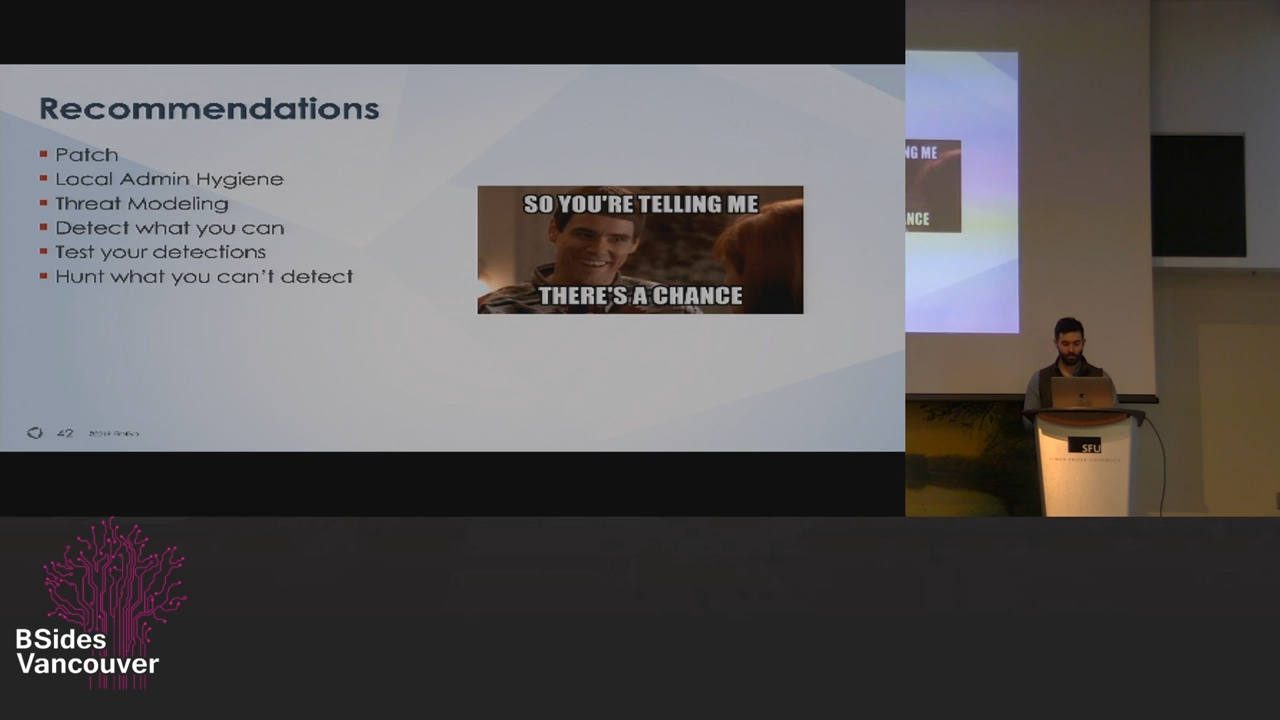 Recommendations
Patch
Local Admin Hygiene
Threat Modeling
Detect what you can
Test your detections
Hunt what you can't detect
SO YOU'RE TELLING ME
THERE'S A CHANCE
42
NG ME
NCE
SFU
BSides
Vancouver